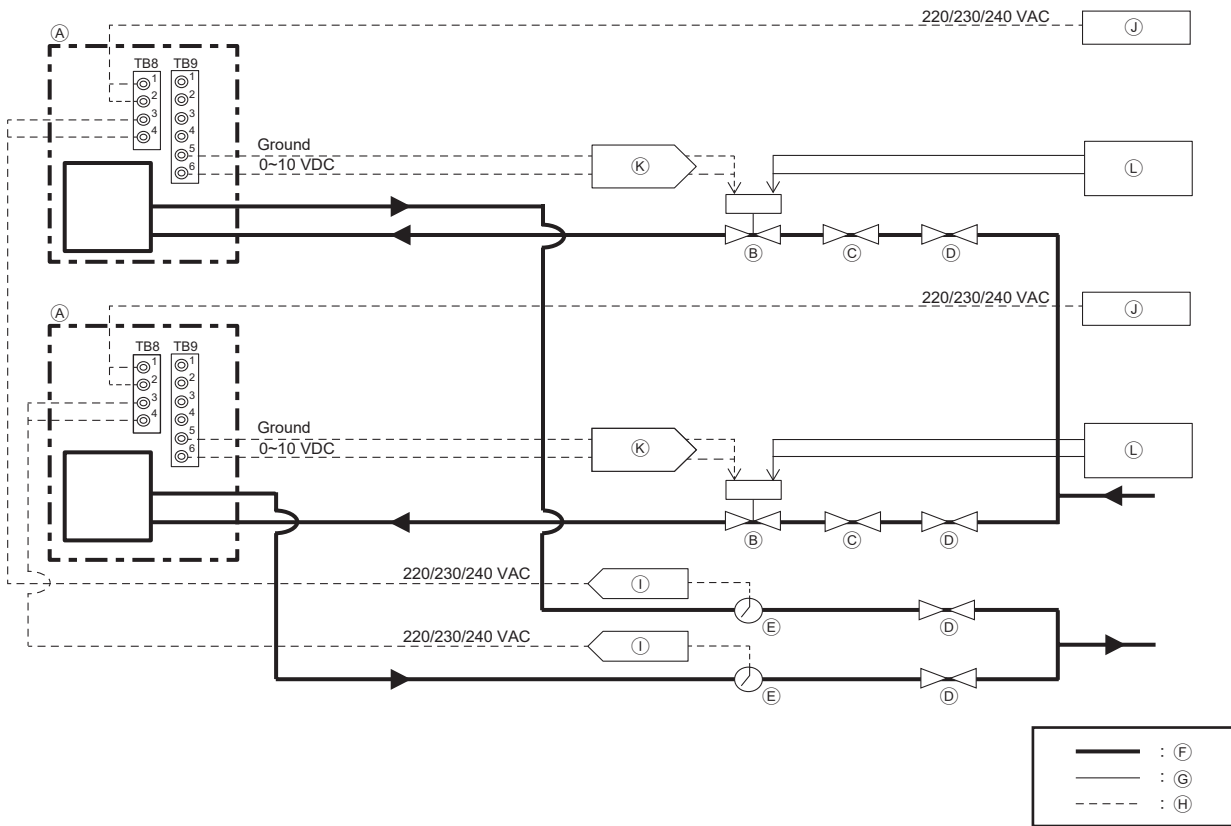 220/230/240 VAC
Ⓙ
Ⓐ
TB8 TB9
1
2
3
4
1
2
3
4
5
6
Ground
0~10 VDC
Ⓚ
Ⓛ
Ⓑ Ⓒ Ⓓ
220/230/240 VAC
Ⓙ
Ⓐ
TB8 TB9
1
2
3
4
1
2
3
4
5
6
Ground
0~10 VDC
Ⓚ
Ⓛ
Ⓑ Ⓒ Ⓓ
220/230/240 VAC
Ⓘ
Ⓔ Ⓓ
220/230/240 VAC
Ⓘ
Ⓔ Ⓓ
: Ⓕ
: Ⓖ
: Ⓗ